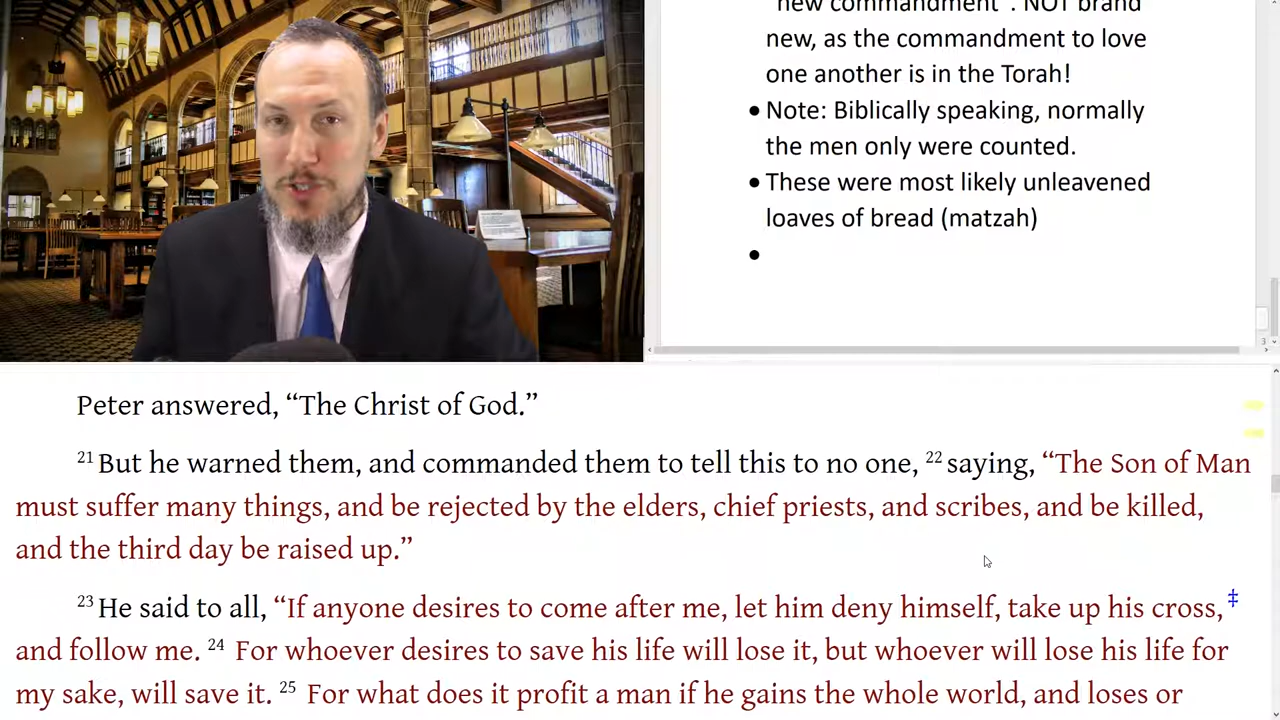 "new commandment". NOT brand
new, as the commandment to love
one another is in the Torah!
• Note: Biblically speaking, normally
the men only were counted.
• These were most likely unleavened
loaves of bread (matzah)
•
3
Peter answered, “The Christ of God.”
21 But he warned them, and commanded them to tell this to no one, 22 saying, “The Son of Man
must suffer many things, and be rejected by the elders, chief priests, and scribes, and be killed,
and the third day be raised up.”
23 He said to all, “If anyone desires to come after me, let him deny himself, take up his cross,‡
and follow me. 24 For whoever desires to save his life will lose it, but whoever will lose his life for
my sake, will save it. 25 For what does it profit a man if he gains the whole world, and loses or